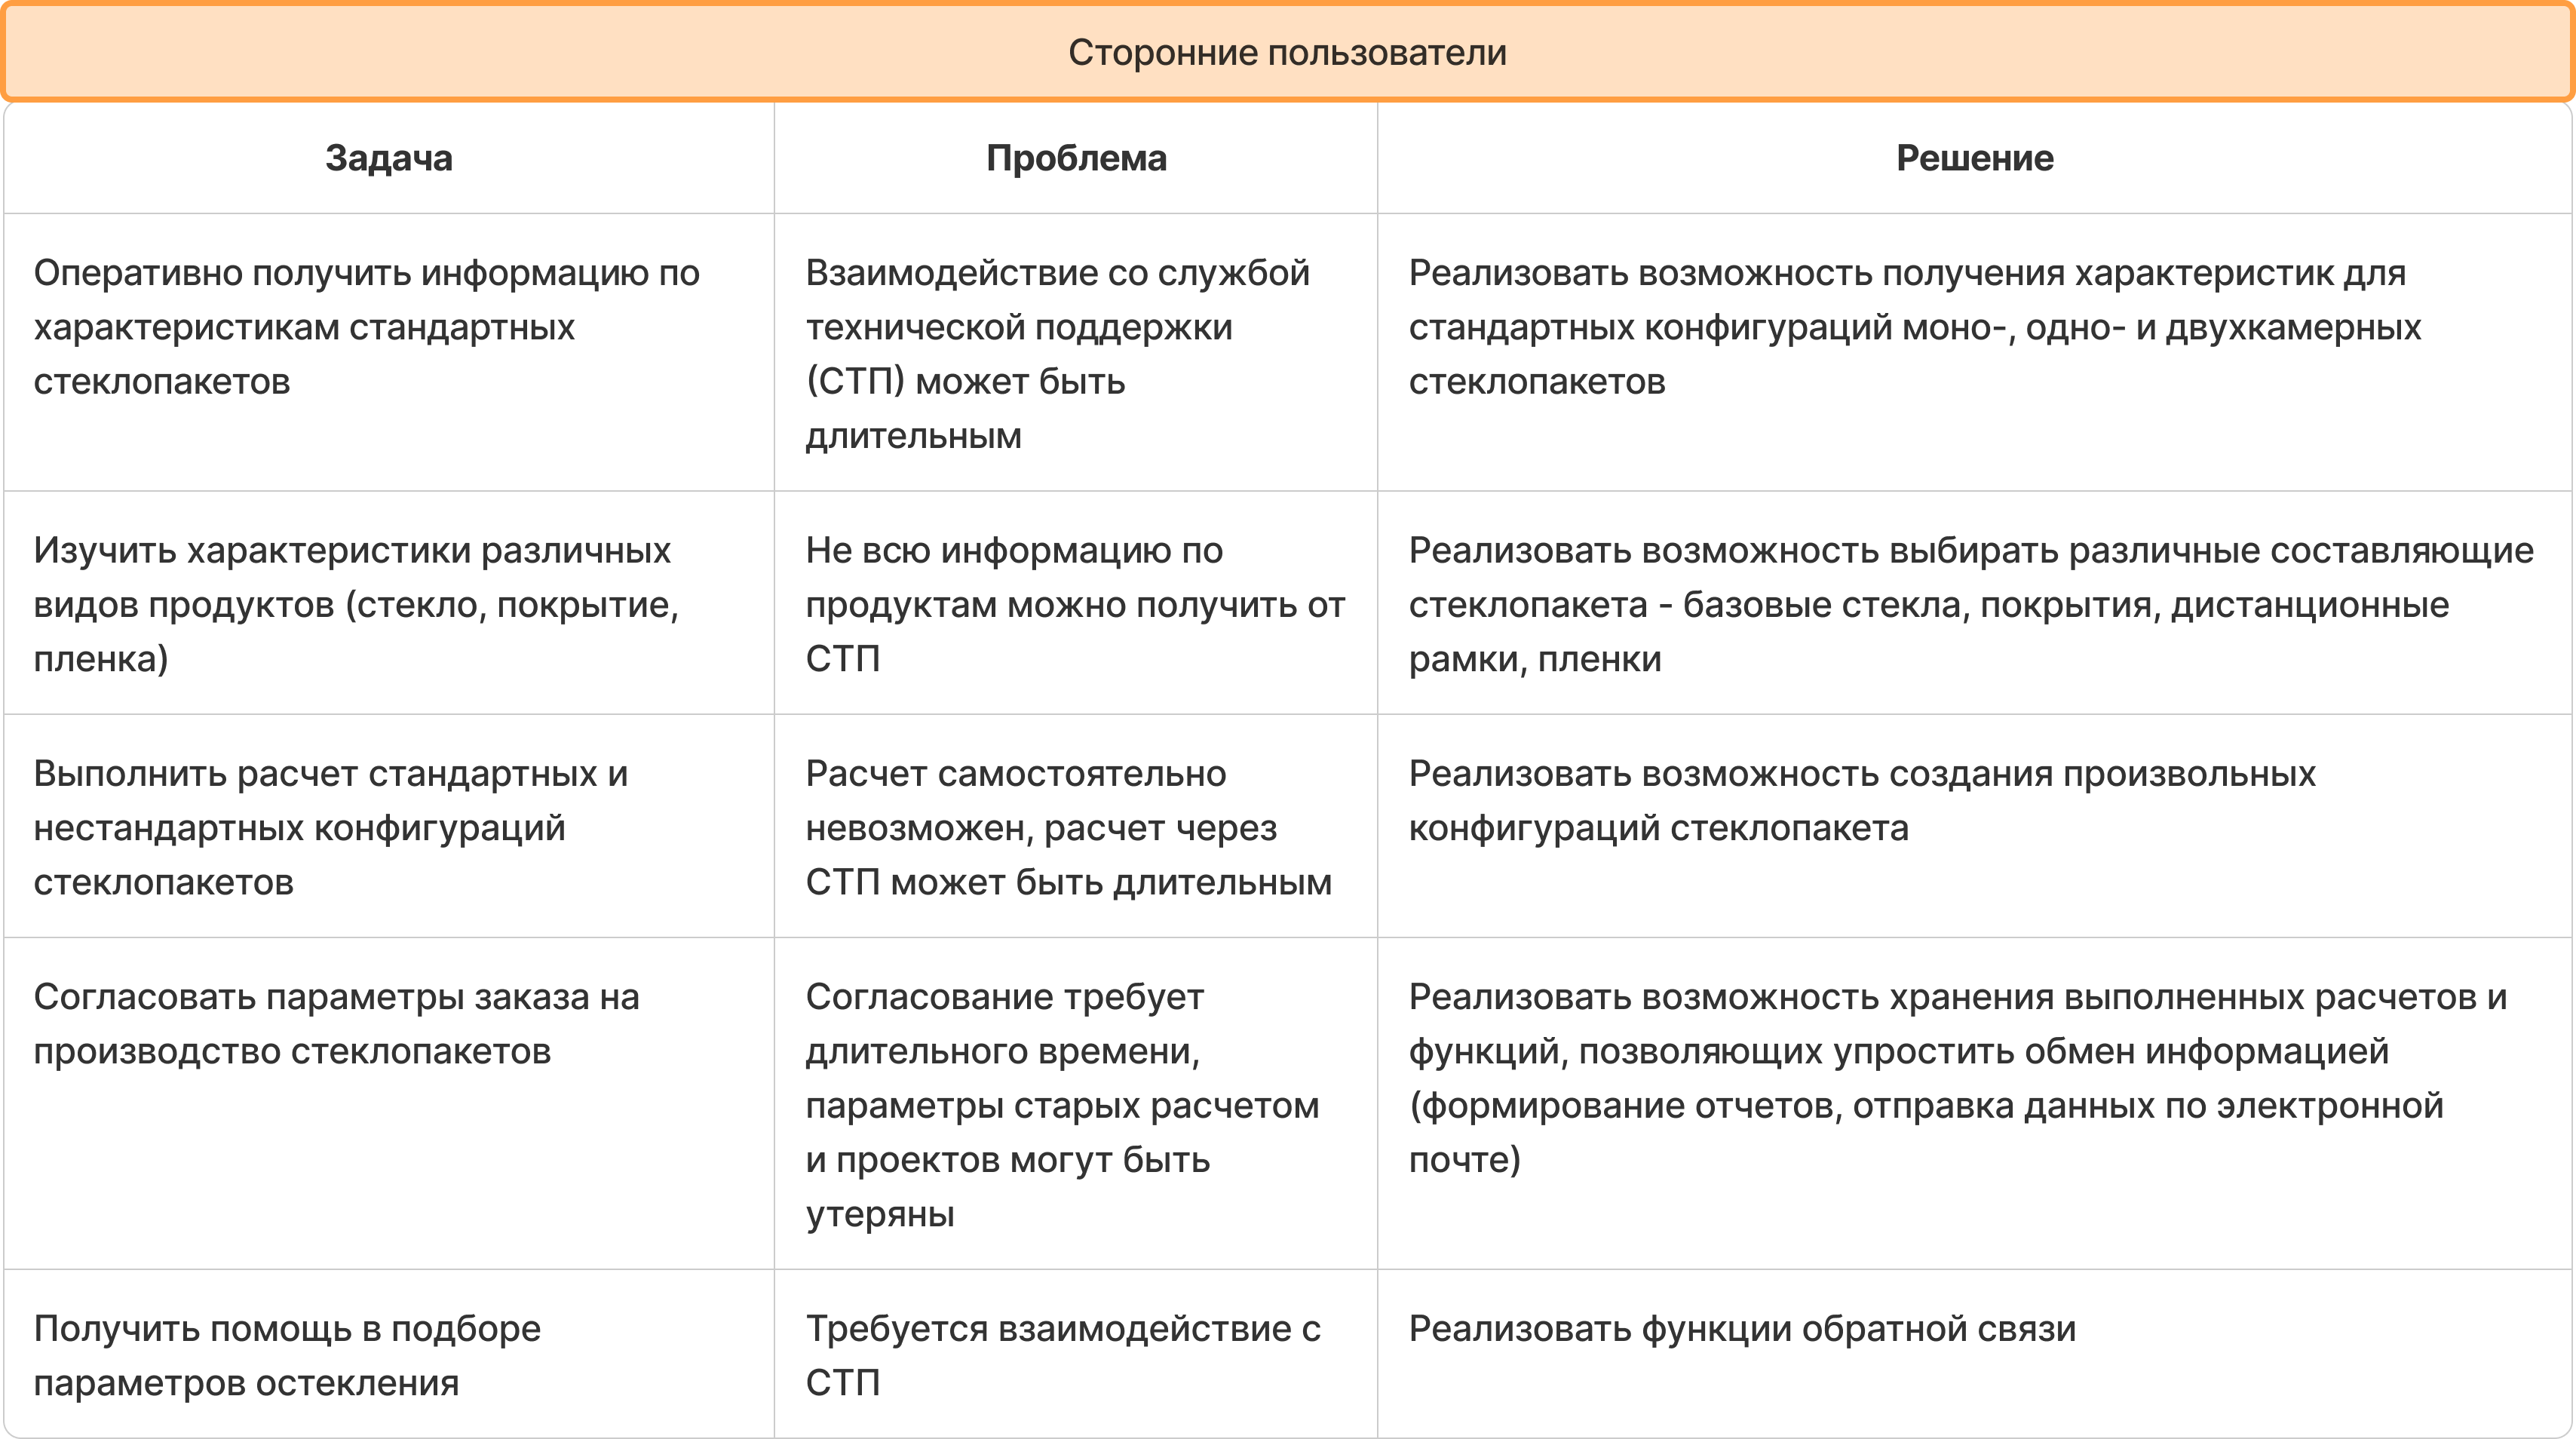 Сторонние пользователи
Задача
Проблема
Решение
Оперативно получить информацию по
характеристикам стандартных
стеклопакетов
Взаимодействие со службой
технической поддержки
(СТП) может быть
длительным
Реализовать возможность получения характеристик для
стандартных конфигураций моно-, одно- и двухкамерных
стеклопакетов
Изучить характеристики различных
видов продуктов (стекло, покрытие,
пленка)
Не всю информацию по
продуктам можно получить от
СТП
Реализовать возможность выбирать различные составляющие
стеклопакета - базовые стекла, покрытия, дистанционные
рамки, пленки
Выполнить расчет стандартных и
нестандартных конфигураций
стеклопакетов
Расчет самостоятельно
невозможен, расчет через
СТП может быть длительным
Реализовать возможность создания произвольных
конфигураций стеклопакета
Согласовать параметры заказа на
производство стеклопакетов
Согласование требует
длительного времени,
параметры старых расчетом
и проектов могут быть
утеряны
Реализовать возможность хранения выполненных расчетов и
функций, позволяющих упростить обмен информацией
(формирование отчетов, отправка данных по электронной
почте)
Получить помощь в подборе
параметров остекления
Требуется взаимодействие с
СТП
Реализовать функции обратной связи